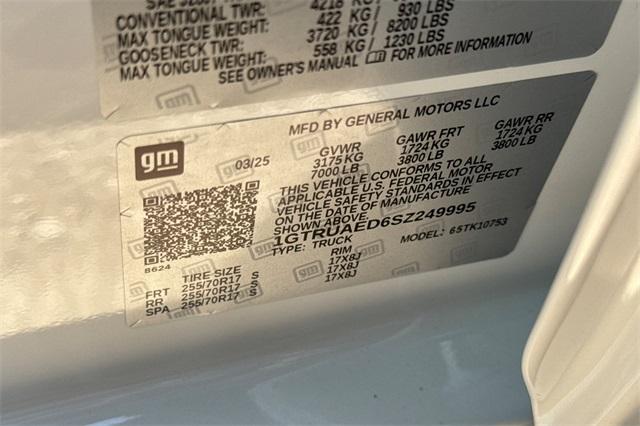 CONVENTIONAL TWR: 4218 KG / 930 LBS
MAX TONGUE WEIGHT: 422 KG / 8200 LBS
GOOSENECK TWR: 3720 KG / 1230 LBS
MAX TONGUE WEIGHT: 558 KG
SEE OWNER'S MANUAL FOR MORE INFORMATION
MFD BY GENERAL MOTORS LLC
gm 03/25
GVWR GAWR FRT GAWR RR
3175 KG 1724 KG 1724 KG
7000 LB 3800 LB 3800 LB
THIS VEHICLE CONFORMS TO ALL
APPLICABLE U.S. FEDERAL MOTOR
VEHICLE SAFETY STANDARDS IN EFFECT
ON THE DATE OF MANUFACTURE
SHOWN ABOVE.
1GTRUAED6SZ249995
TYPE: TRUCK MODEL: 65TK10753
8624
TIRE SIZE RIM
FRT 255/70R17 S 17X8J
RR 255/70R17 S 17X8J
SPA 255/70R17 S 17X8J